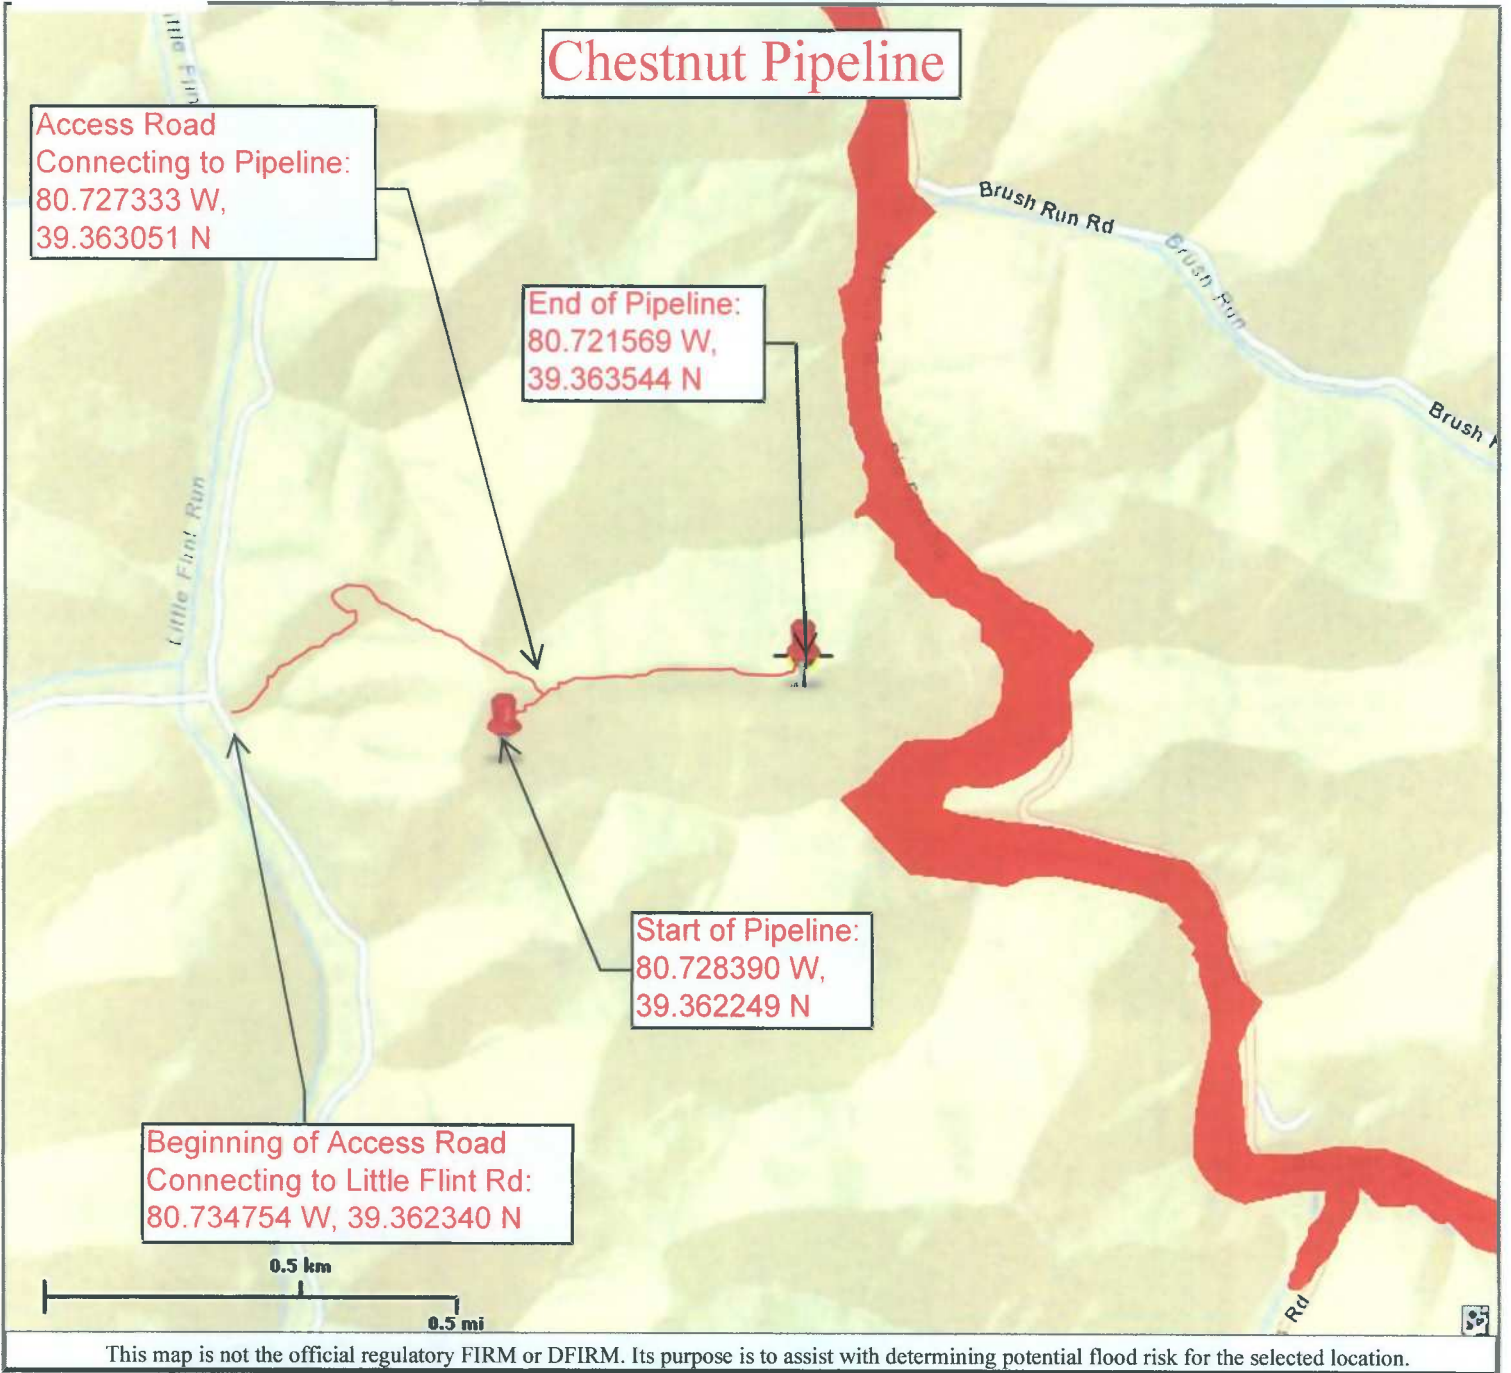 Chestnut Pipeline
Access Road
Connecting to Pipeline:
80.727333 W,
39.363051 N
Brush Run Rd
Brush Run
Brush
End of Pipeline:
80.721569 W,
39.363544 N
Little Flint Run
Start of Pipeline:
80.728390 W,
39.362249 N
Beginning of Access Road
Connecting to Little Flint Rd:
80.734754 W, 39.362340 N
0.5 km
0.5 mi
Rd
This map is not the official regulatory FIRM or DFIRM. Its purpose is to assist with determining potential flood risk for the selected location.